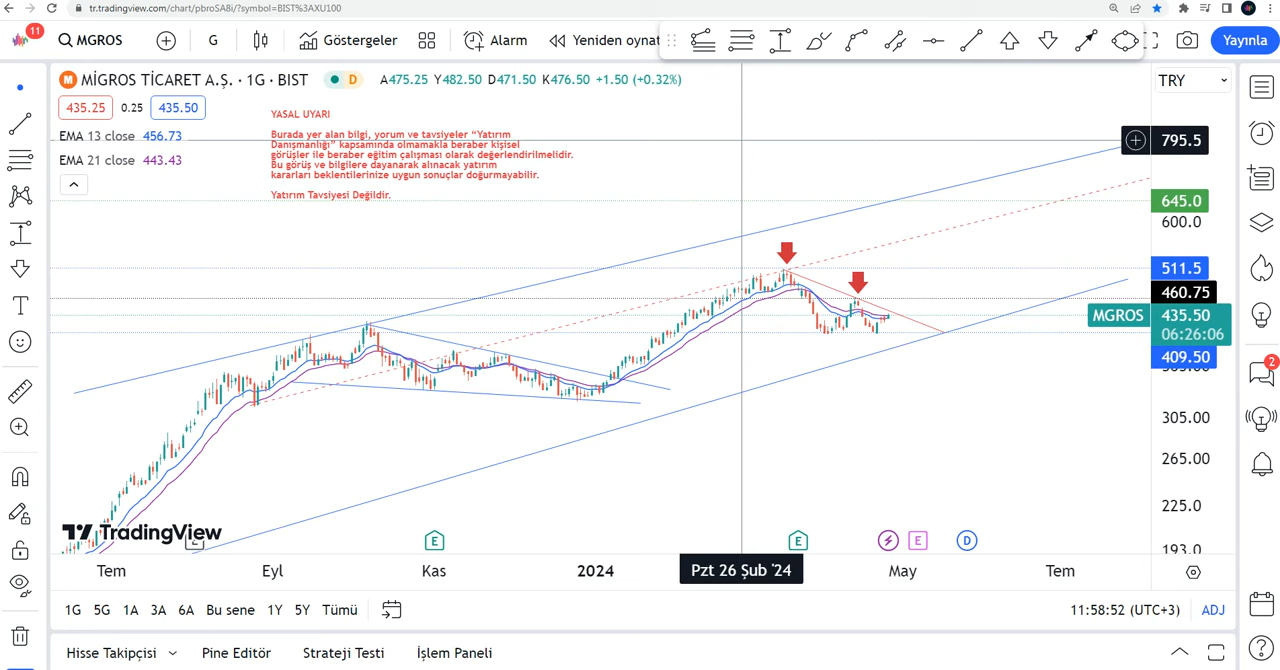 tr.tradingview.com/chart/pbroSA8i/?symbol=BIST%3AXU100
11
MGROS
G
Göstergeler
Alarm
Yeniden oynat
Yayınla
M MİGROS TİCARET A.Ş. · 1G · BIST
D
A475.25 Y482.50 D471.50 K476.50 +1.50 (+0.32%)
TRY
435.25 0.25 435.50
EMA 13 close 456.73
EMA 21 close 443.43
YASAL UYARI
Burada yer alan bilgi, yorum ve tavsiyeler “Yatırım
Danışmanlığı” kapsamında olmamakla beraber kişisel
görüşler ile beraber eğitim çalışması olarak değerlendirilmelidir.
Bu görüş ve bilgilere dayanarak alınacak yatırım
kararları beklentilerinize uygun sonuçlar doğurmayabilir.
Yatırım Tavsiyesi Değildir.
795.5
645.0
600.0
511.5
460.75
MGROS 435.50
06:26:06
409.50
305.00
265.00
225.0
193.0
2
TradingView
E
E
E
D
Tem
Eyl
Kas
2024
Pzt 26 Şub '24
May
Tem
1G 5G 1A 3A 6A Bu sene 1Y 5Y Tümü
11:58:52 (UTC+3) ADJ
Hisse Takipçisi
Pine Editör
Strateji Testi
İşlem Paneli